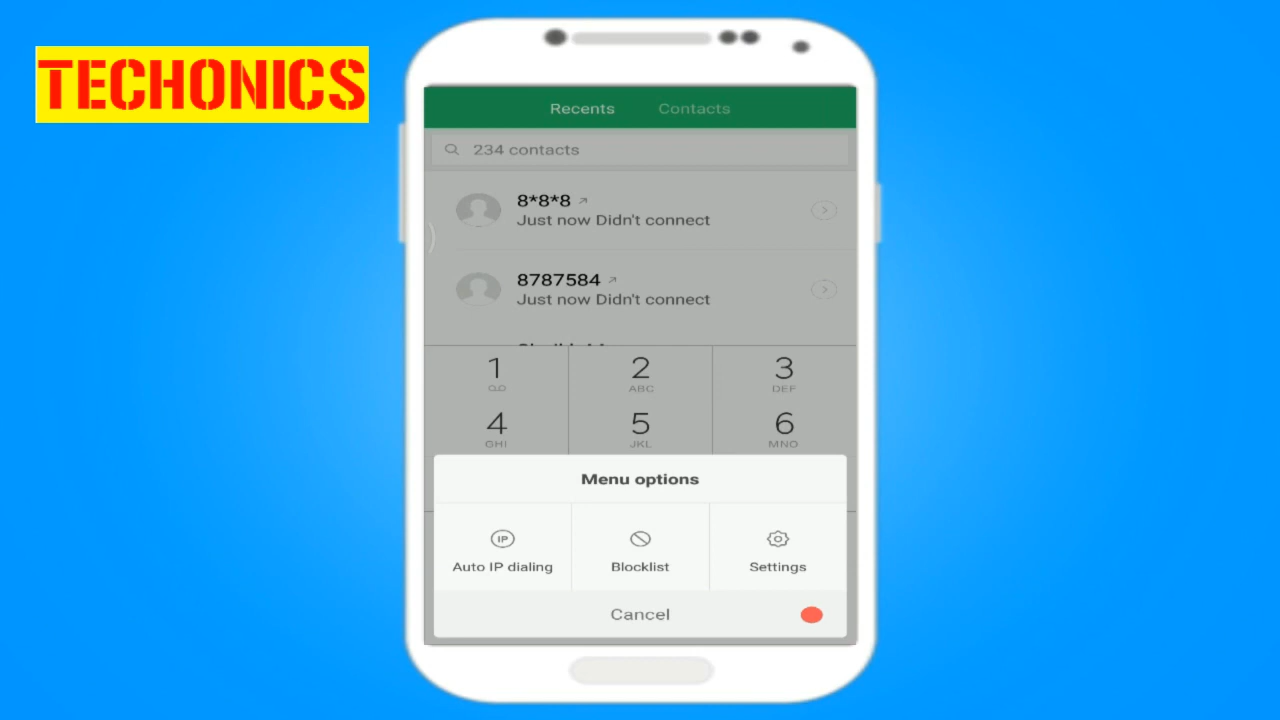 TECHONICS
Recents Contacts
234 contacts
8*8*8
Just now Didn't connect
8787584
Just now Didn't connect
1 2 3
ABC DEF
4 5 6
GHI JKL MNO
Menu options
IP
Auto IP dialing Blocklist Settings
Cancel